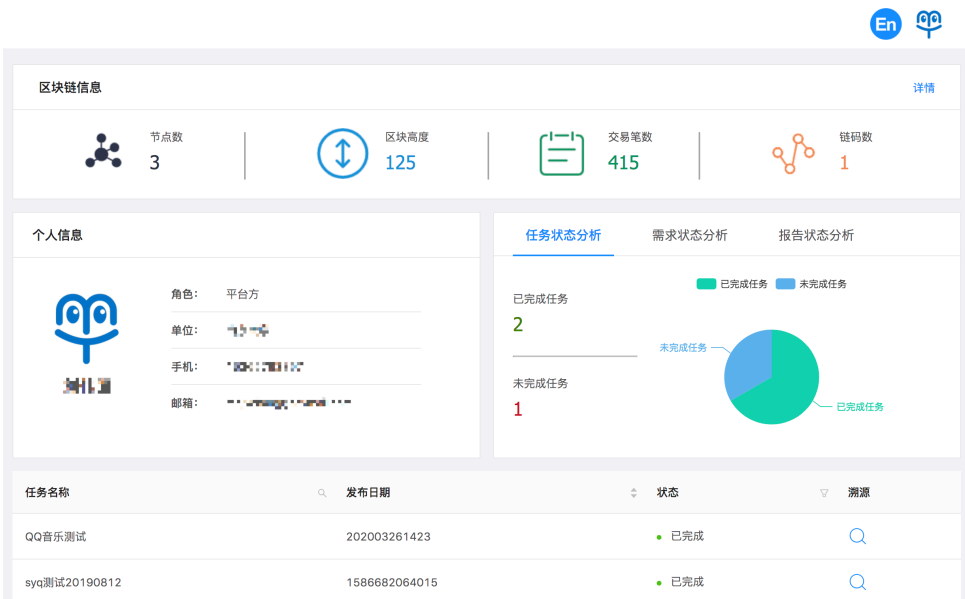 En
区块链信息
详情
节点数
3
区块高度
125
交易笔数
415
链码数
1
个人信息
角色: 平台方
单位:
手机:
邮箱:
任务状态分析 需求状态分析 报告状态分析
已完成任务
2
未完成任务
1
已完成任务 未完成任务
未完成任务
已完成任务
任务名称 发布日期 状态 溯源
QQ音乐测试 202003261423 已完成
syq测试20190812 1586682064015 已完成